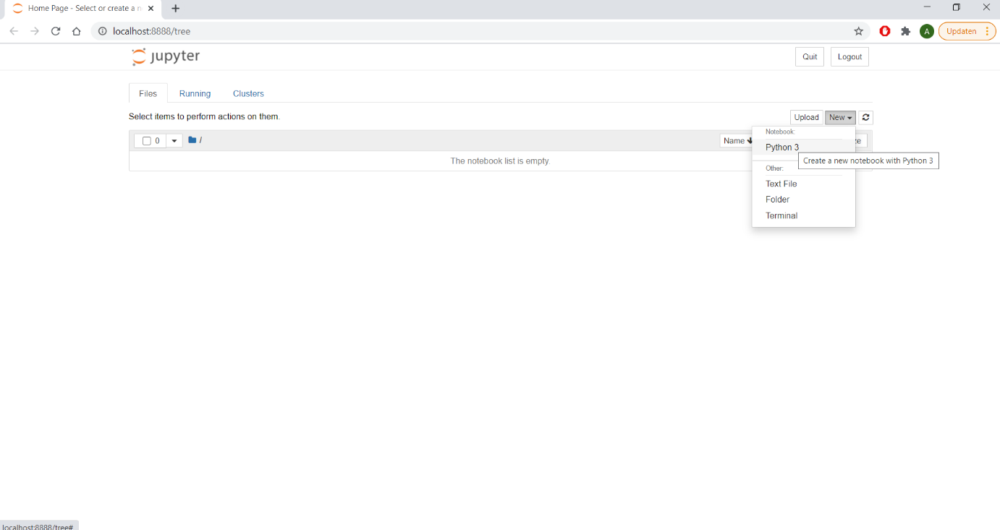 Home Page - Select or create a n
localhost:8888/tree
A
Updaten
jupyter
Quit
Logout
Files
Running
Clusters
Select items to perform actions on them.
Upload
New
0
/
Name
ze
Notebook:
The notebook list is empty.
Python 3
Create a new notebook with Python 3
Other:
Text File
Folder
Terminal
localhost:8888/tree#